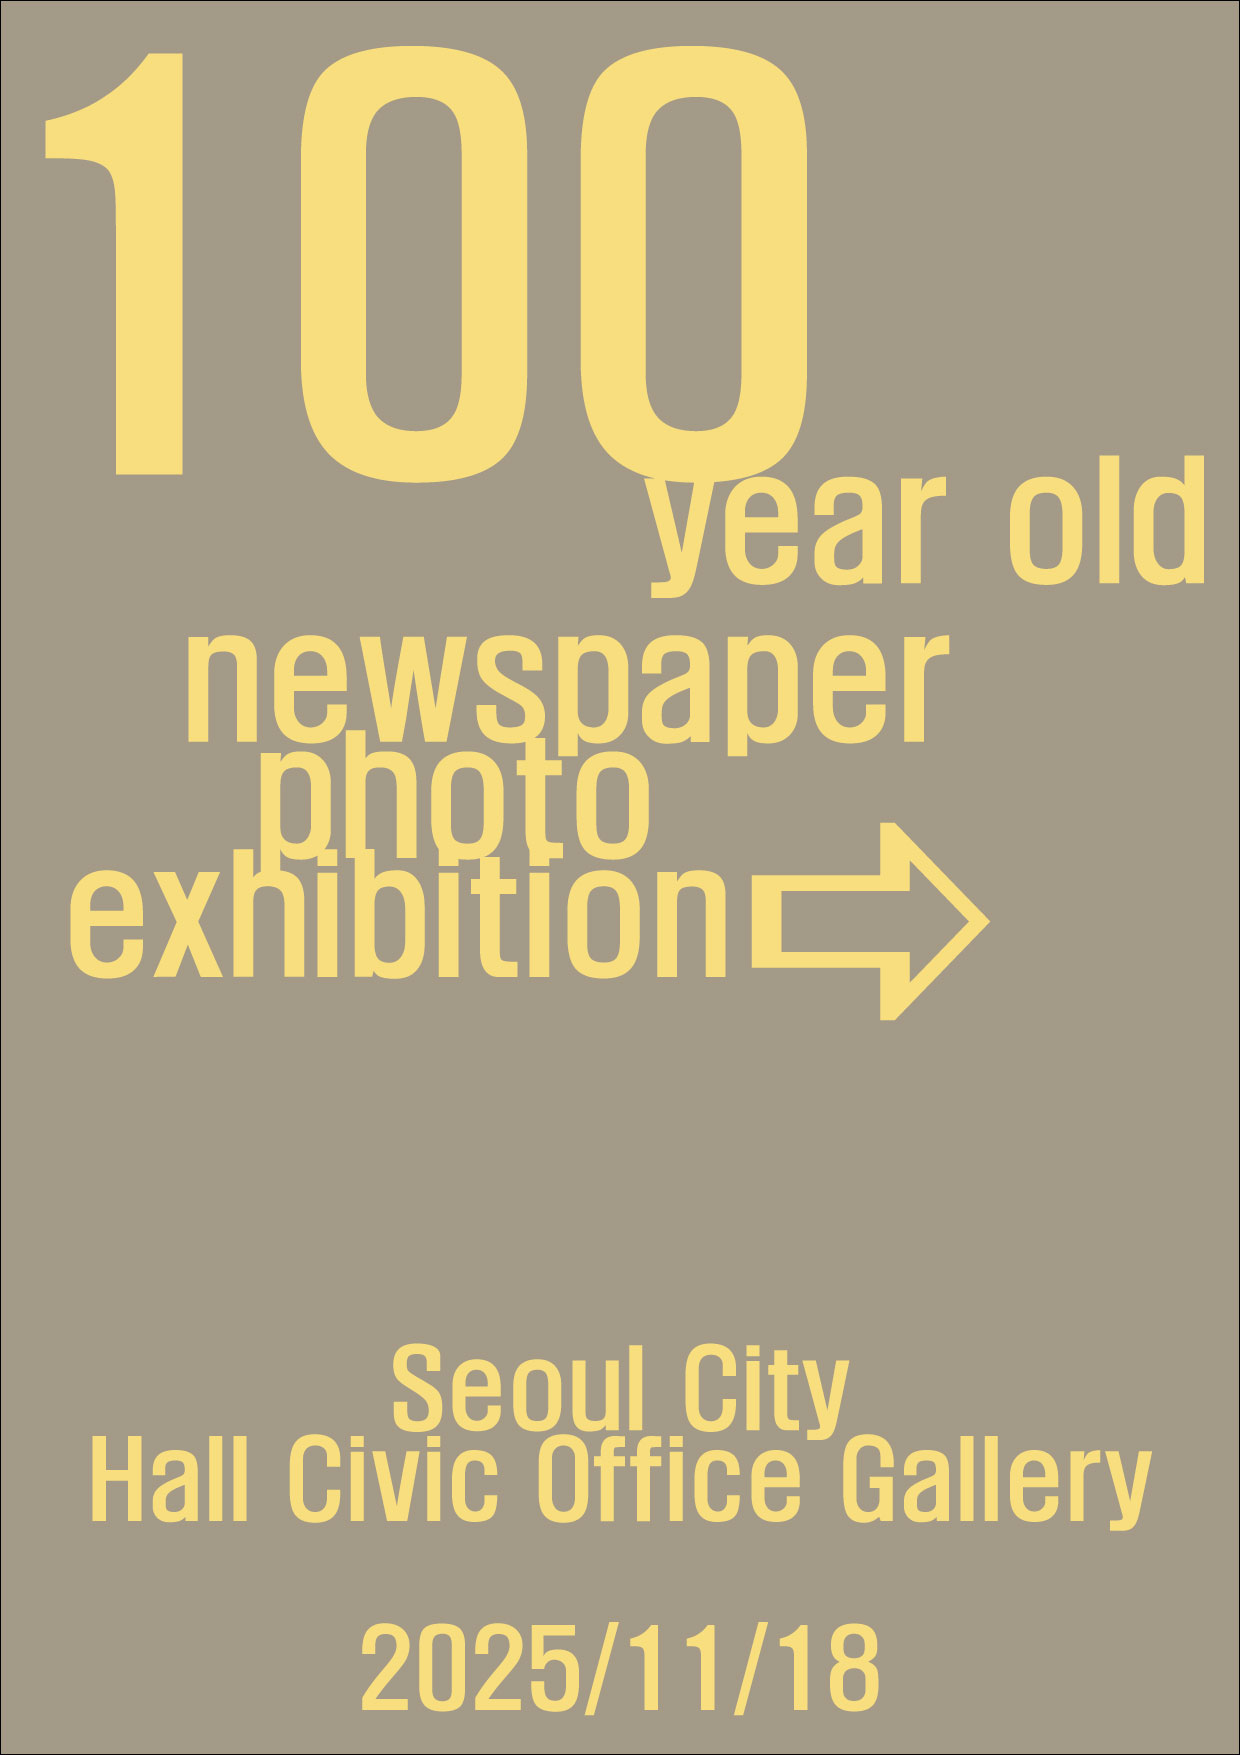 100
year old
newspaper
photo
exhibition
Seoul City
Hall Civic Office Gallery
2025/11/18